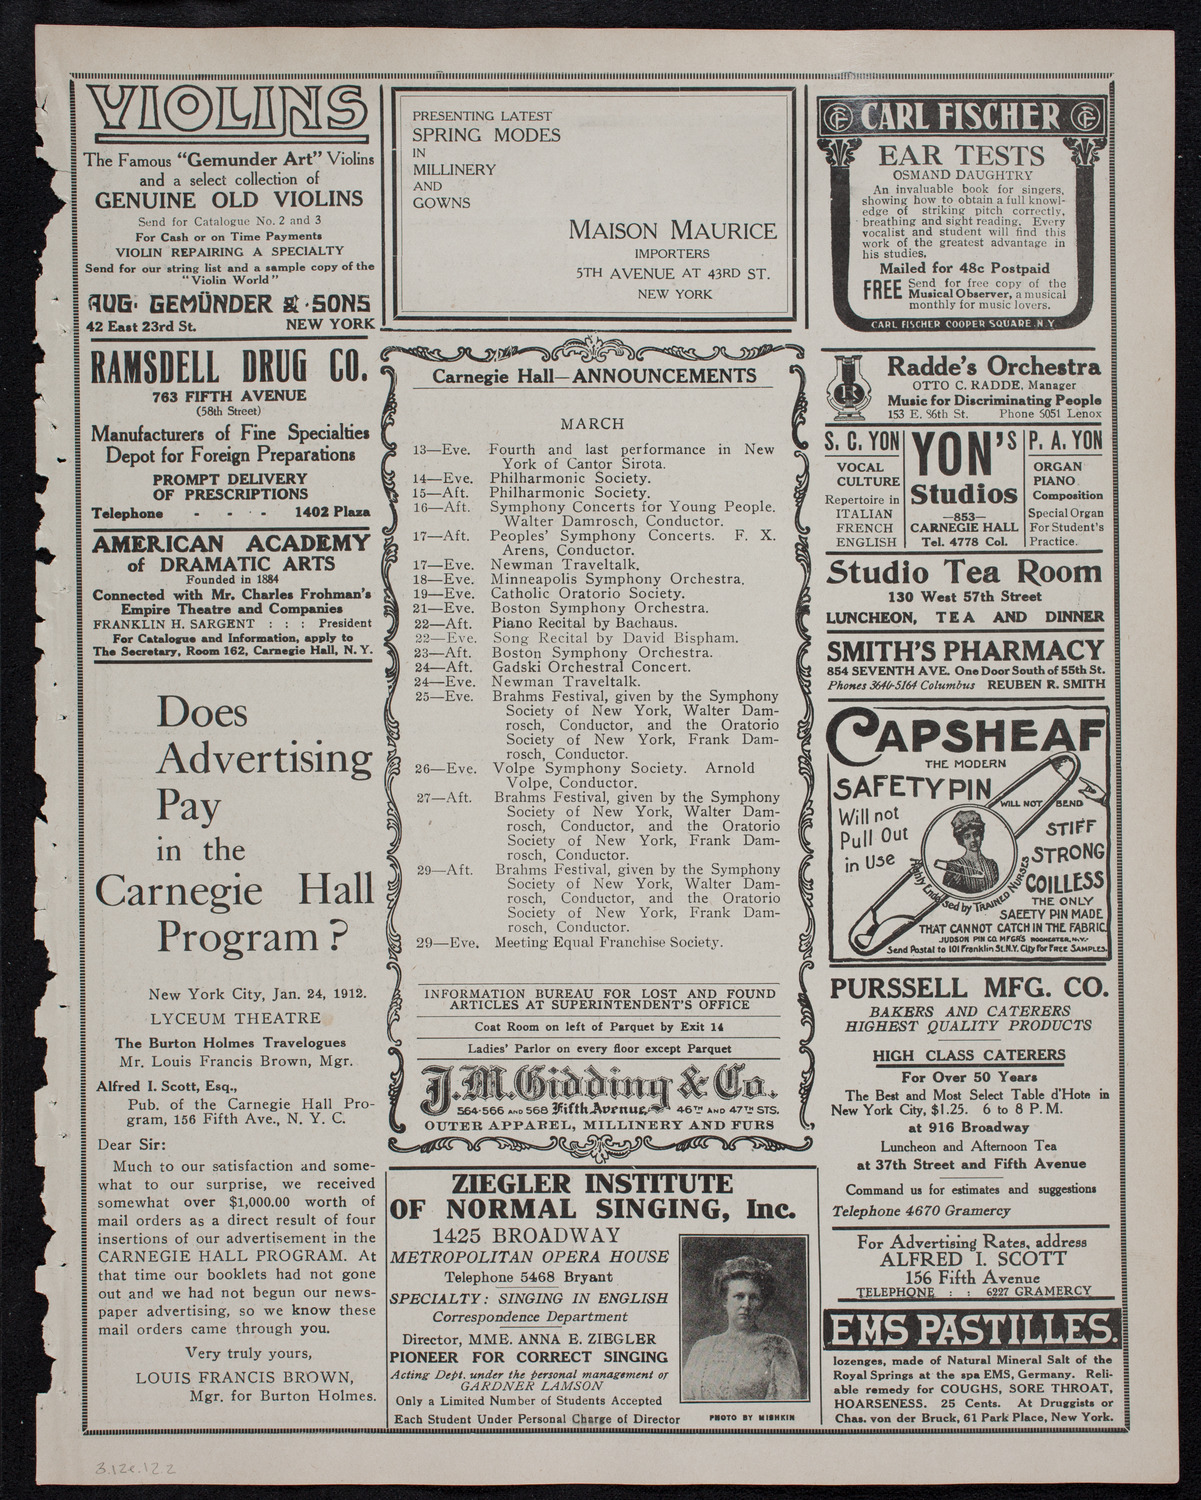 VIOLINS
The Famous "Gemunder Art" Violins
and a select collection of
GENUINE OLD VIOLINS
Send for Catalogue No. 2 and 3
For Cash or on Time Payments
VIOLIN REPAIRING A SPECIALTY
Send for our string list and a sample copy of the
"Violin World"
AUG. GEMÜNDER & SONS
42 East 23rd St. NEW YORK
RAMSDELL DRUG CO.
763 FIFTH AVENUE
(58th Street)
Manufacturers of Fine Specialties
Depot for Foreign Preparations
PROMPT DELIVERY
OF PRESCRIPTIONS
Telephone - - - 1402 Plaza
AMERICAN ACADEMY
of DRAMATIC ARTS
Founded in 1884
Connected with Mr. Charles Frohman's
Empire Theatre and Companies
FRANKLIN H. SARGENT : : : President
For Catalogue and Information, apply to
The Secretary, Room 162, Carnegie Hall, N. Y.
Does
Advertising
Pay
in the
Carnegie Hall
Program?
New York City, Jan. 24, 1912.
LYCEUM THEATRE
The Burton Holmes Travelogues
Mr. Louis Francis Brown, Mgr.
Alfred I. Scott, Esq.,
Pub. of the Carnegie Hall Pro-
gram, 156 Fifth Ave., N. Y. C.
Dear Sir:
Much to our satisfaction and some-
what to our surprise, we received
somewhat over $1,000.00 worth of
mail orders as a direct result of four
insertions of our advertisement in the
CARNEGIE HALL PROGRAM. At
that time our booklets had not gone
out and we had not begun our news-
paper advertising, so we know these
mail orders came through you.
Very truly yours,
LOUIS FRANCIS BROWN,
Mgr. for Burton Holmes.
PRESENTING LATEST
SPRING MODES
IN
MILLINERY
AND
GOWNS
MAISON MAURICE
IMPORTERS
5TH AVENUE AT 43RD ST.
NEW YORK
Carnegie Hall—ANNOUNCEMENTS
MARCH
13—Eve. Fourth and last performance in New
York of Cantor Sirota.
14—Eve. Philharmonic Society.
15—Aft. Philharmonic Society.
16—Aft. Symphony Concerts for Young People.
Walter Damrosch, Conductor.
17—Aft. Peoples' Symphony Concerts. F. X.
Arens, Conductor.
17—Eve. Newman Traveltalk.
18—Eve. Minneapolis Symphony Orchestra.
19—Eve. Catholic Oratorio Society.
21—Eve. Boston Symphony Orchestra.
22—Aft. Piano Recital by Bachaus.
22—Eve. Song Recital by David Bispham.
23—Aft. Boston Symphony Orchestra.
24—Aft. Gadski Orchestral Concert.
24—Eve. Newman Traveltalk.
25—Eve. Brahms Festival, given by the Symphony
Society of New York, Walter Dam-
rosch, Conductor, and the Oratorio
Society of New York, Frank Dam-
rosch, Conductor.
26—Eve. Volpe Symphony Society. Arnold
Volpe, Conductor.
27—Aft. Brahms Festival, given by the Symphony
Society of New York, Walter Dam-
rosch, Conductor, and the Oratorio
Society of New York, Frank Dam-
rosch, Conductor.
29—Aft. Brahms Festival, given by the Symphony
Society of New York, Walter Dam-
rosch, Conductor, and the Oratorio
Society of New York, Frank Dam-
rosch, Conductor.
29—Eve. Meeting Equal Franchise Society.
INFORMATION BUREAU FOR LOST AND FOUND
ARTICLES AT SUPERINTENDENT'S OFFICE
Coat Room on left of Parquet by Exit 14
Ladies' Parlor on every floor except Parquet
J. M. Gidding & Co.
564-566 AND 568 Fifth Avenue, 46TH AND 47TH STS.
OUTER APPAREL, MILLINERY AND FURS
ZIEGLER INSTITUTE
OF NORMAL SINGING, Inc.
1425 BROADWAY
METROPOLITAN OPERA HOUSE
Telephone 5468 Bryant
SPECIALTY: SINGING IN ENGLISH
Correspondence Department
Director, MME. ANNA E. ZIEGLER
PIONEER FOR CORRECT SINGING
Acting Dept. under the personal management of
GARDNER LAMSON
Only a Limited Number of Students Accepted
Each Student Under Personal Charge of Director
PHOTO BY MISHKIN
CF CARL FISCHER CF
EAR TESTS
OSMAND DAUGHTRY
An invaluable book for singers,
showing how to obtain a full knowl-
edge of striking pitch correctly,
breathing and sight reading. Every
vocalist and student will find this
work of the greatest advantage in
his studies.
Mailed for 48c Postpaid
FREE Send for free copy of the
Musical Observer, a musical
monthly for music lovers.
CARL FISCHER COOPER SQUARE, N.Y.
R
Radde's Orchestra
OTTO C. RADDE, Manager
Music for Discriminating People
153 E. 86th St. Phone 5051 Lenox
S. C. YON
VOCAL
CULTURE
Repertoire in
ITALIAN
FRENCH
ENGLISH
YON'S
Studios
—853—
CARNEGIE HALL
Tel. 4778 Col.
P. A. YON
ORGAN
PIANO
Composition
Special Organ
For Student's
Practice.
Studio Tea Room
130 West 57th Street
LUNCHEON, TEA AND DINNER
SMITH'S PHARMACY
854 SEVENTH AVE. One Door South of 55th St.
Phones 3646-5164 Columbus REUBEN R. SMITH
CAPSHEAF
THE MODERN
SAFETY PIN
WILL NOT BEND
Will not
Pull Out
in Use
STIFF
STRONG
COILLESS
Highly Endorsed by TRAINED NURSES
THE ONLY
SAFETY PIN MADE
THAT CANNOT CATCH IN THE FABRIC
JUDSON PIN CO. MFGRS ROCHESTER, N.Y.
Send Postal to 101 Franklin St. N.Y. City for FREE SAMPLES.
PURSSELL MFG. CO.
BAKERS AND CATERERS
HIGHEST QUALITY PRODUCTS
HIGH CLASS CATERERS
For Over 50 Years
The Best and Most Select Table d'Hote in
New York City, $1.25. 6 to 8 P. M.
at 916 Broadway
Luncheon and Afternoon Tea
at 37th Street and Fifth Avenue
Command us for estimates and suggestions
Telephone 4670 Gramercy
For Advertising Rates, address
ALFRED I. SCOTT
156 Fifth Avenue
TELEPHONE : : 6227 GRAMERCY
EMS PASTILLES.
lozenges, made of Natural Mineral Salt of the
Royal Springs at the spa EMS, Germany. Reli-
able remedy for COUGHS, SORE THROAT,
HOARSENESS. 25 Cents. At Druggists or
Chas. von der Bruck, 61 Park Place, New York.
3.12e.12.2